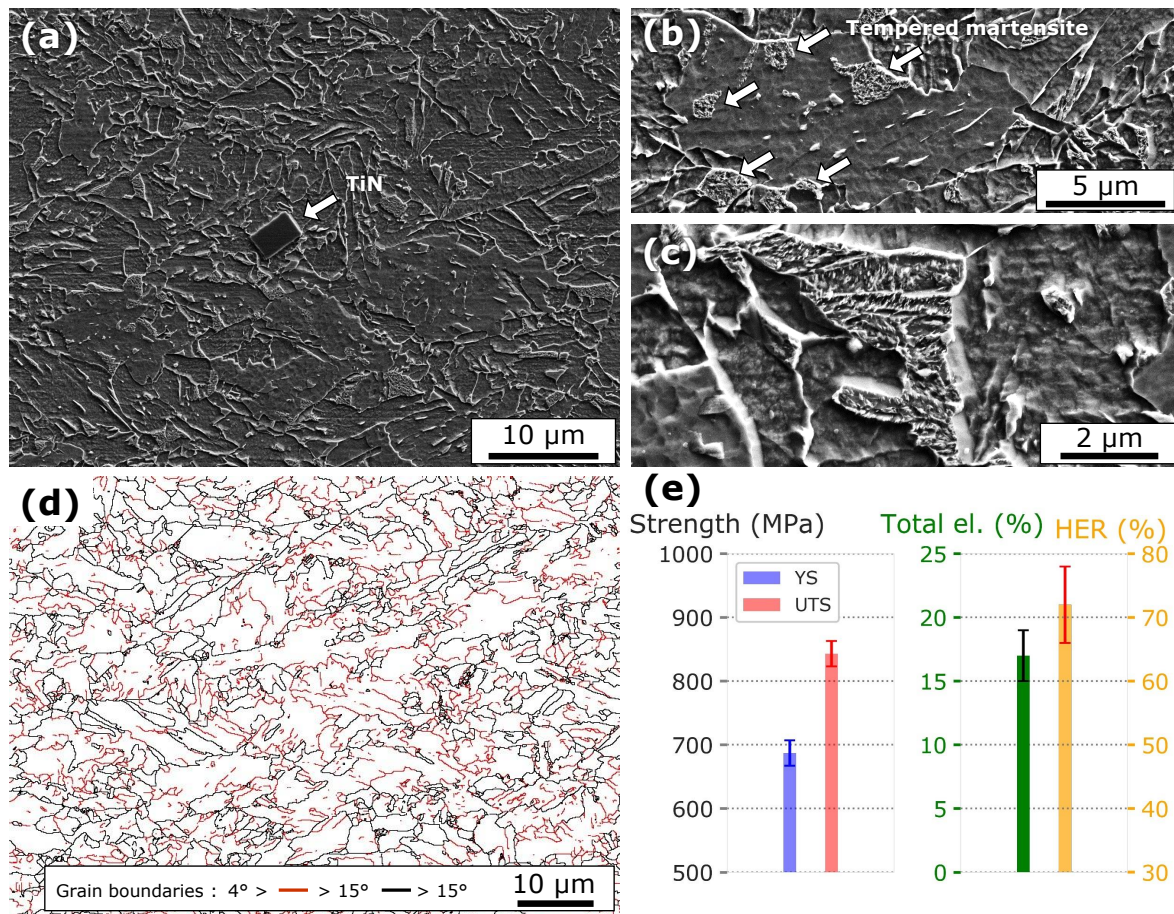 (a)
TiN
10 µm
(b)
Tempered martensite
5 µm
(c)
2 µm
(d)
Grain boundaries : 4° > > 15° > 15°
10 µm
(e)
Strength (MPa) Total el. (%) HER (%)
1000
900
800
700
600
500
YS
UTS
25
20
15
10
5
0
80
70
60
50
40
30